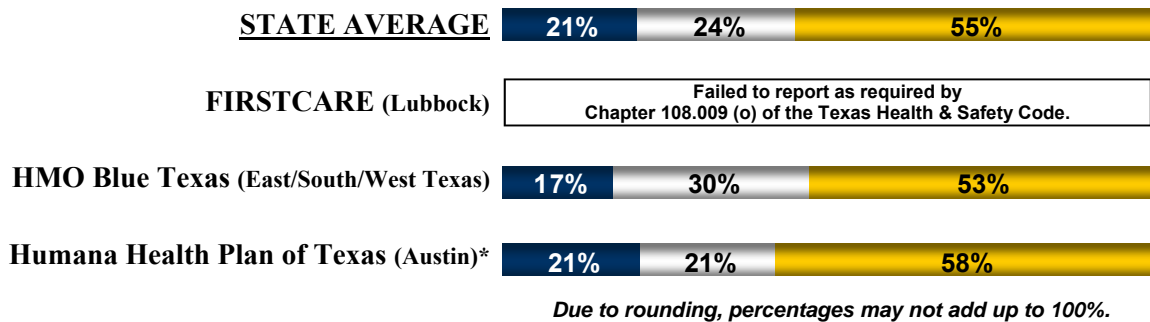 STATE AVERAGE 21% 24% 55%
FIRSTCARE (Lubbock) Failed to report as required by
Chapter 108.009 (o) of the Texas Health & Safety Code.
HMO Blue Texas (East/South/West Texas) 17% 30% 53%
Humana Health Plan of Texas (Austin)* 21% 21% 58%
Due to rounding, percentages may not add up to 100%.